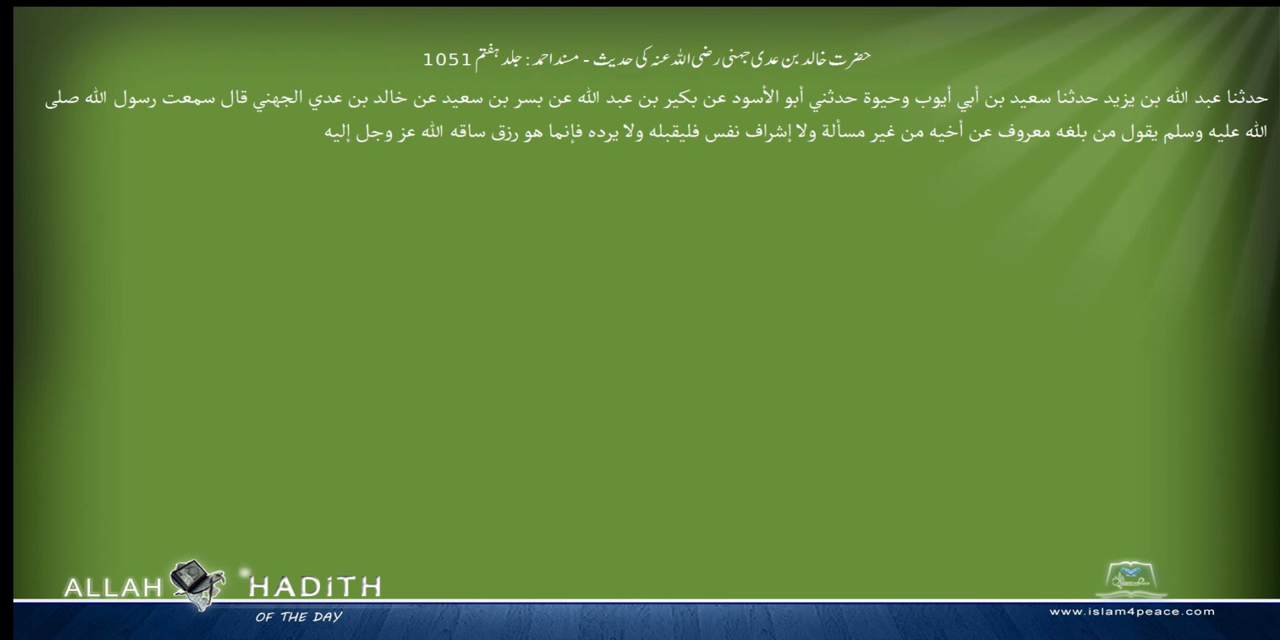 حضرت خالد بن عدی جہنی رضی اللہ عنہ کی حدیث - مسند احمد : جلد ہفتم 1051
حدثنا عبد الله بن يزيد حدثنا سعيد بن أبي أيوب وحيوة حدثني أبو الأسود عن بكير بن عبد الله عن بسر بن سعيد عن خالد بن عدي الجهني قال سمعت رسول الله صلى
الله عليه وسلم يقول من بلغه معروف عن أخيه من غير مسألة ولا إشراف نفس فليقبله ولا يرده فإنما هو رزق ساقه الله عز وجل إليه
ALLAH HADITH
OF THE DAY
www.islam4peace.com